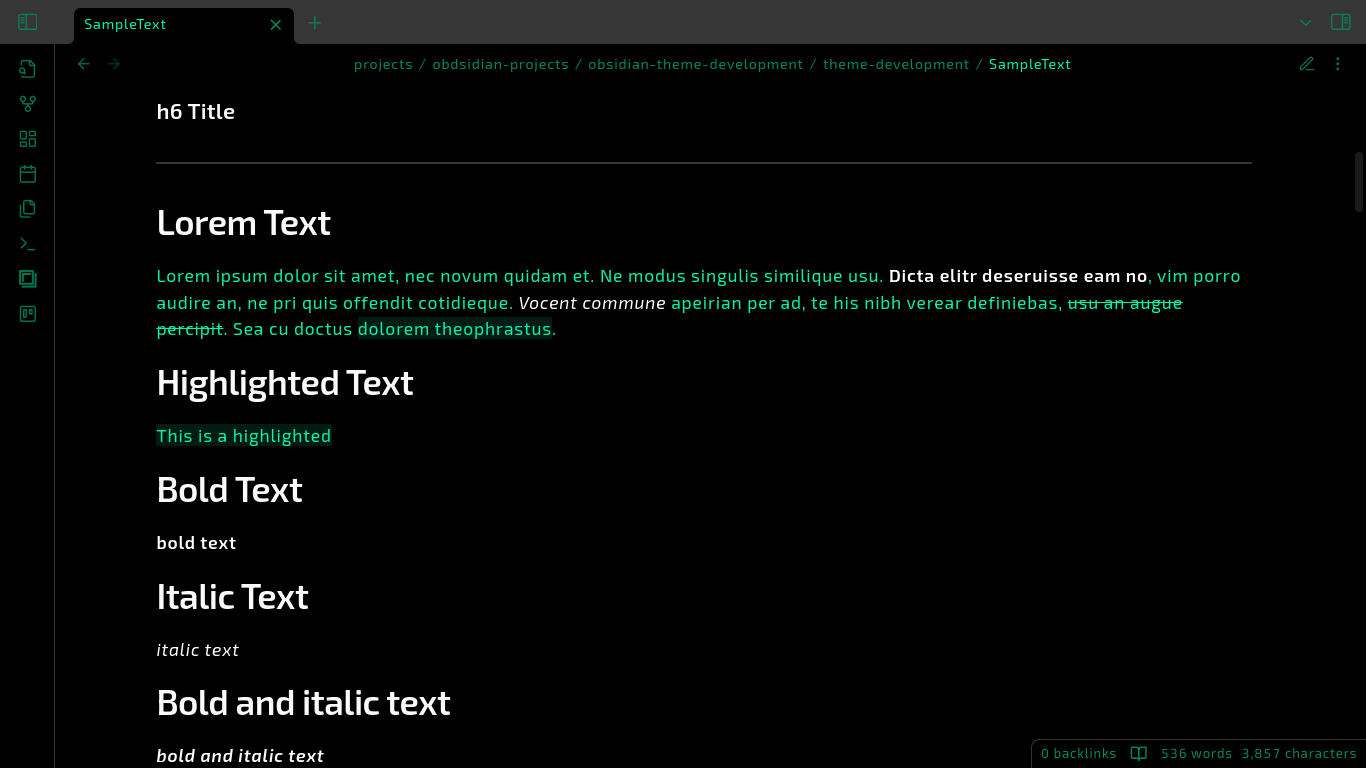 SampleText
projects / obdsidian-projects / obsidian-theme-development / theme-development / SampleText
h6 Title
Lorem Text
Lorem ipsum dolor sit amet, nec novum quidam et. Ne modus singulis similique usu. Dicta elitr deseruisse eam no, vim porro
audire an, ne pri quis offendit cotidieque. Vocent commune apeirian per ad, te his nibh verear definiebas, usu an augue
percipit. Sea cu doctus dolorem theophrastus.
Highlighted Text
This is a highlighted
Bold Text
bold text
Italic Text
italic text
Bold and italic text
bold and italic text
0 backlinks 536 words 3,857 characters